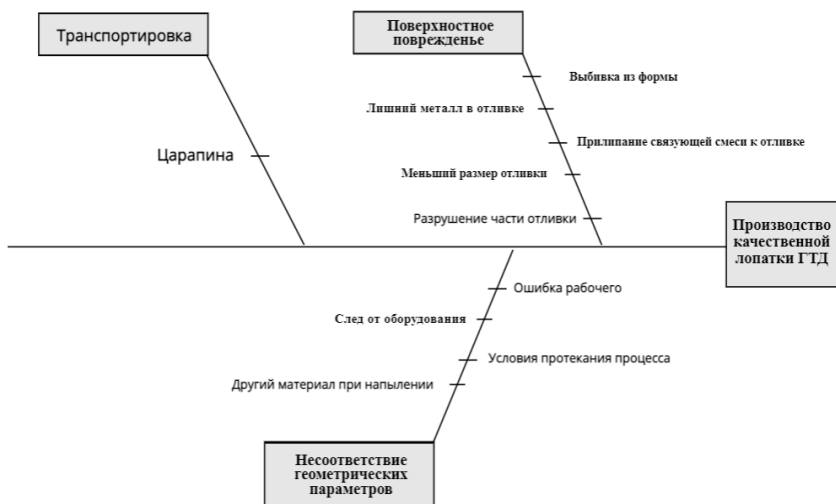 Транспортировка
Поверхностное
поврежденье
Выбивка из формы
Лишний металл в отливке
Прилипание связующей смеси к отливке
Царапина
Меньший размер отливки
Разрушение части отливки
Производство
качественной
лопатки ГТД
Ошибка рабочего
След от оборудования
Условия протекания процесса
Другий материал при напылении
Несоответствие
геометрических
параметров